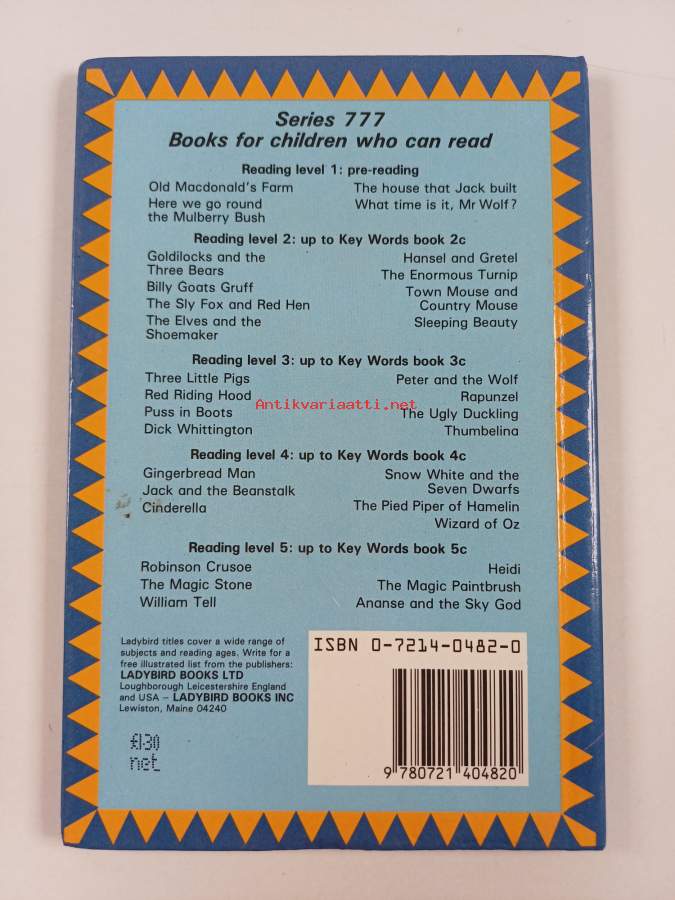 Series 777
Books for children who can read
Reading level 1: pre-reading
Old Macdonald's Farm
Here we go round
the Mulberry Bush
The house that Jack built
What time is it, Mr Wolf?
Reading level 2: up to Key Words book 2c
Goldilocks and the
Three Bears
Billy Goats Gruff
The Sly Fox and Red Hen
The Elves and the
Shoemaker
Hansel and Gretel
The Enormous Turnip
Town Mouse and
Country Mouse
Sleeping Beauty
Reading level 3: up to Key Words book 3c
Three Little Pigs
Red Riding Hood
Puss in Boots
Dick Whittington
Peter and the Wolf
Rapunzel
The Ugly Duckling
Thumbelina
Antikvariaatti.net
Reading level 4: up to Key Words book 4c
Gingerbread Man
Jack and the Beanstalk
Cinderella
Snow White and the
Seven Dwarfs
The Pied Piper of Hamelin
Wizard of Oz
Reading level 5: up to Key Words book 5c
Robinson Crusoe
The Magic Stone
William Tell
Heidi
The Magic Paintbrush
Ananse and the Sky God
Ladybird titles cover a wide range of
subjects and reading ages. Write for a
free illustrated list from the publishers:
LADYBIRD BOOKS LTD
Loughborough Leicestershire England
and USA – LADYBIRD BOOKS INC
Lewiston, Maine 04240
£1·30
net
ISBN 0-7214-0482-0
9 780721 404820